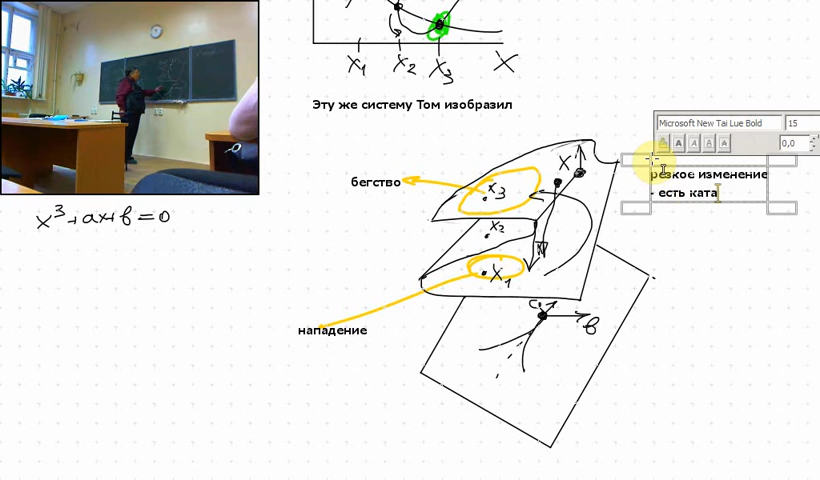 x₁ x₂ x₃ X
Эту же систему Том изобразил
Microsoft New Tai Lue Bold 15
A A A A A 0,0
X
резкое изменение
бегство
x₃
есть ката
x³+ax+в=0
x₂
x₁
в
нападение